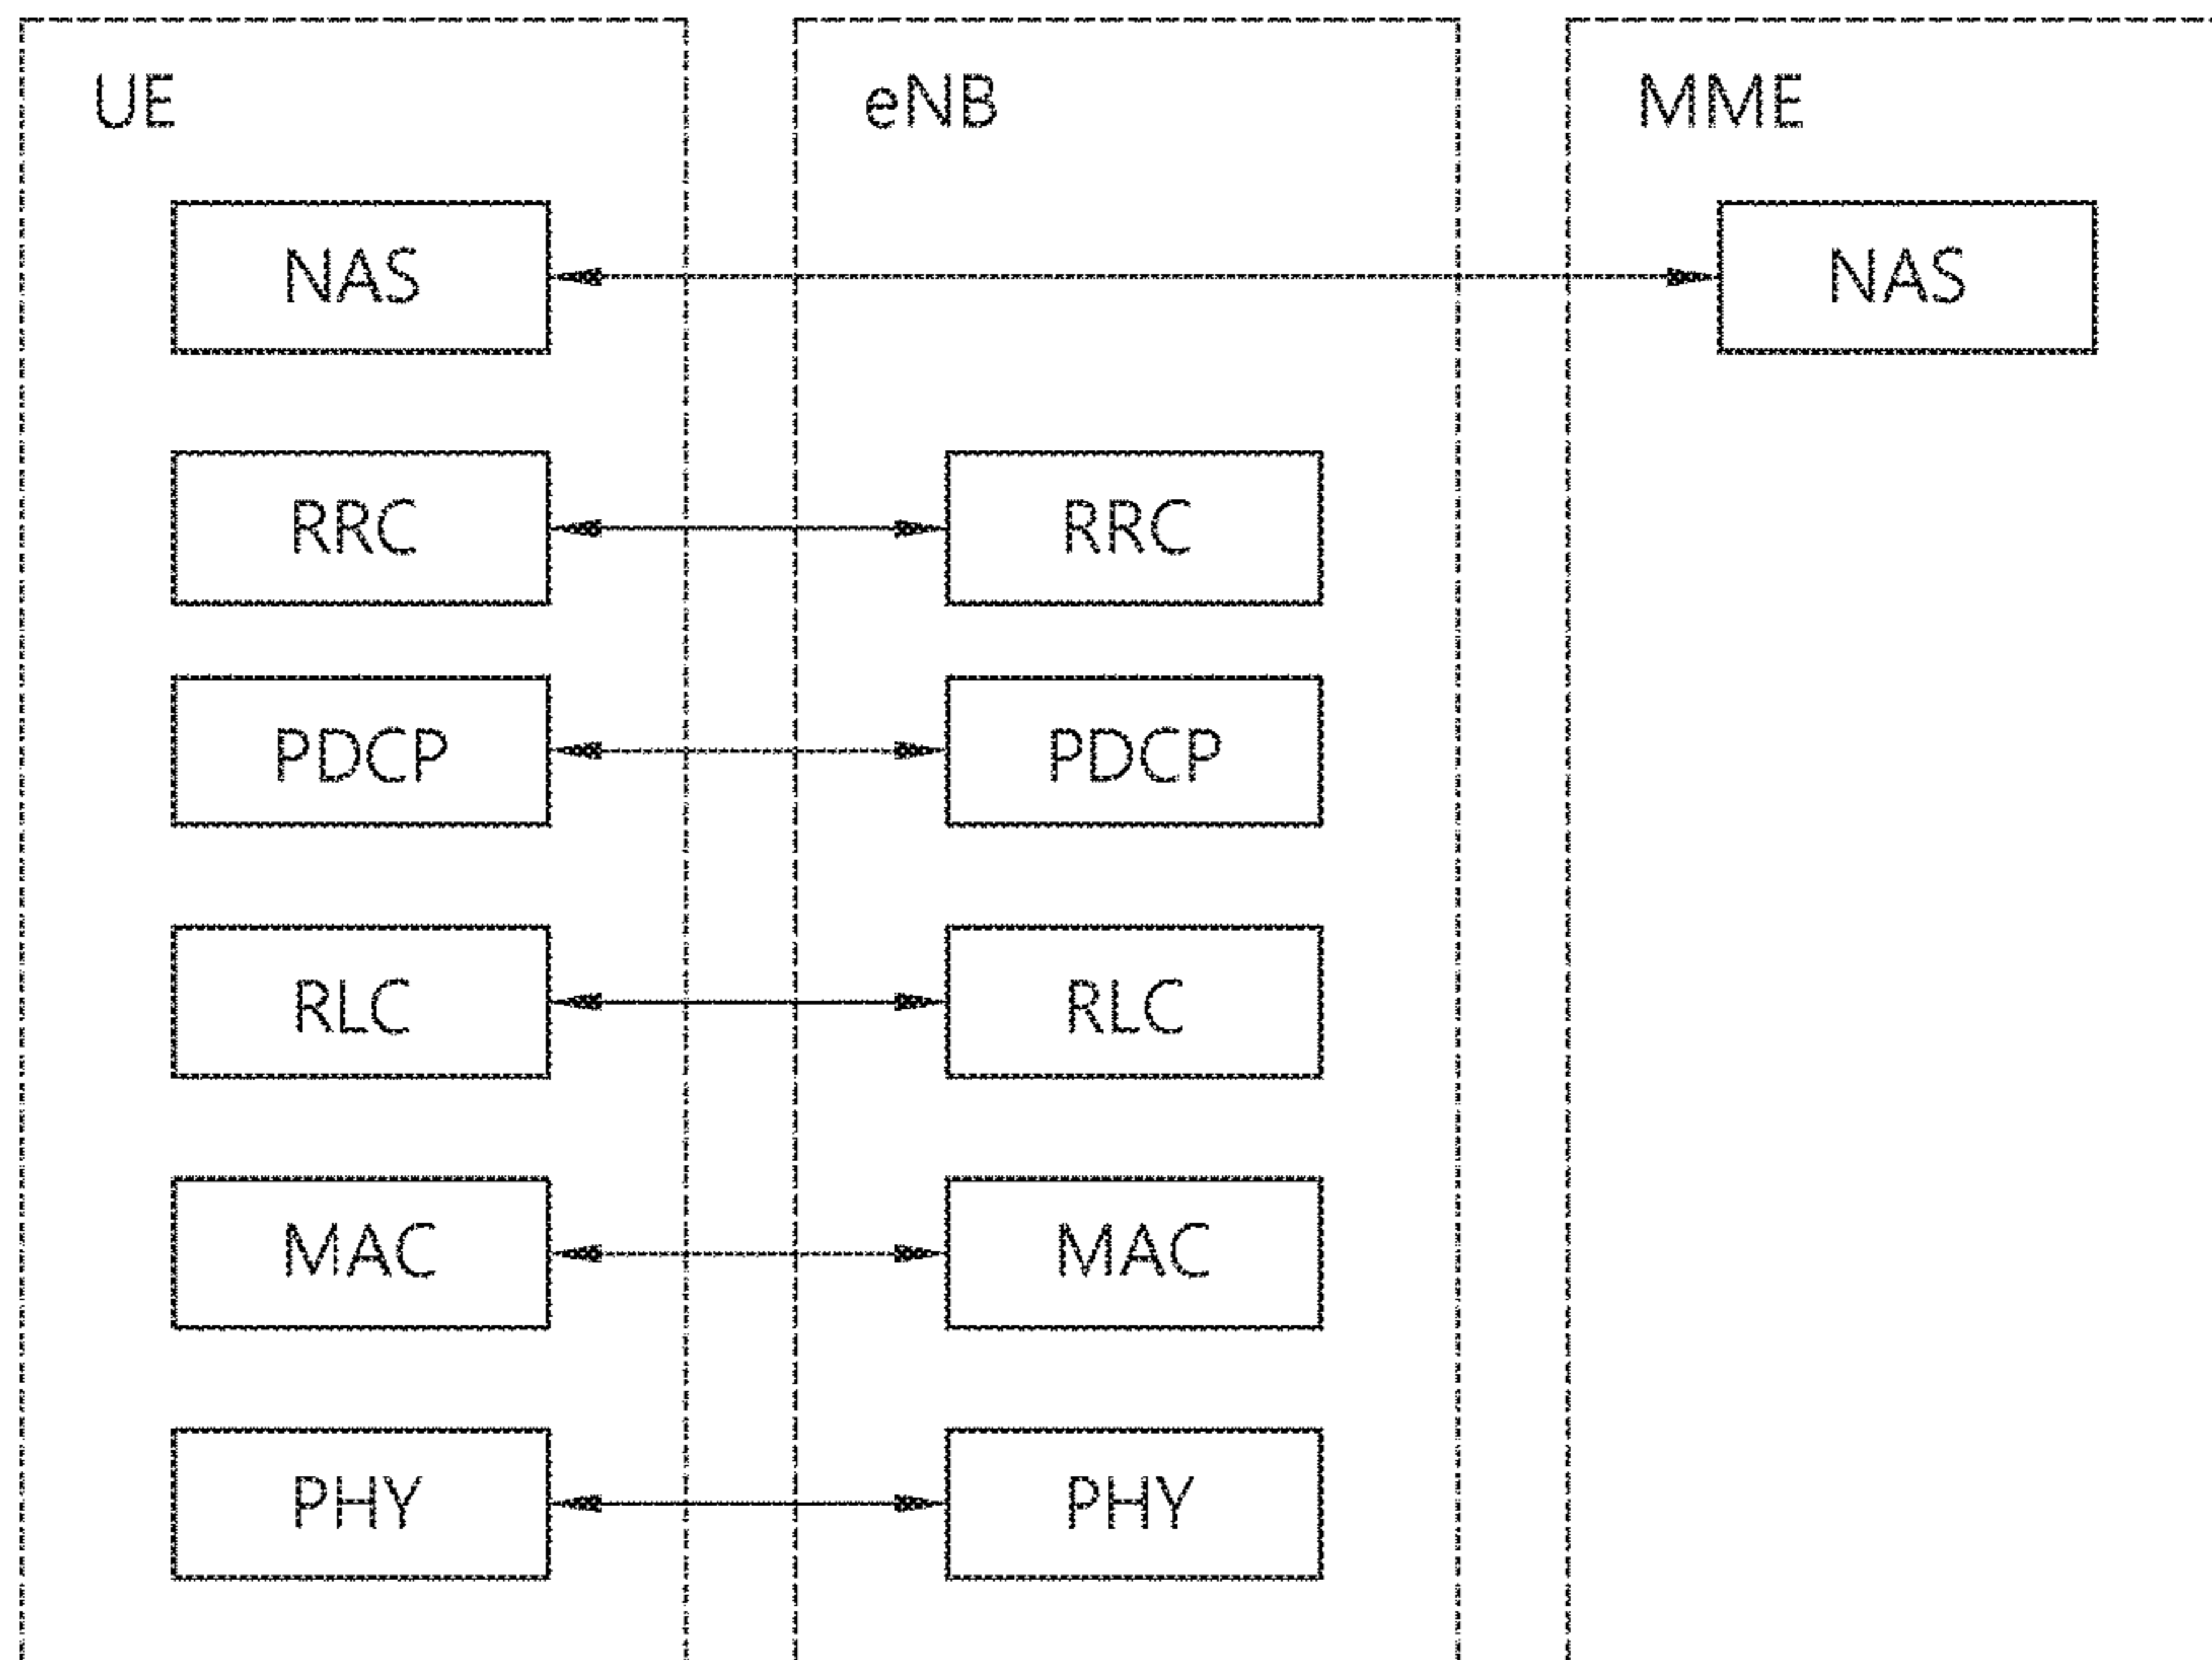 UE eNB MME
NAS NAS
RRC RRC
PDCP PDCP
RLC RLC
MAC MAC
PHY PHY